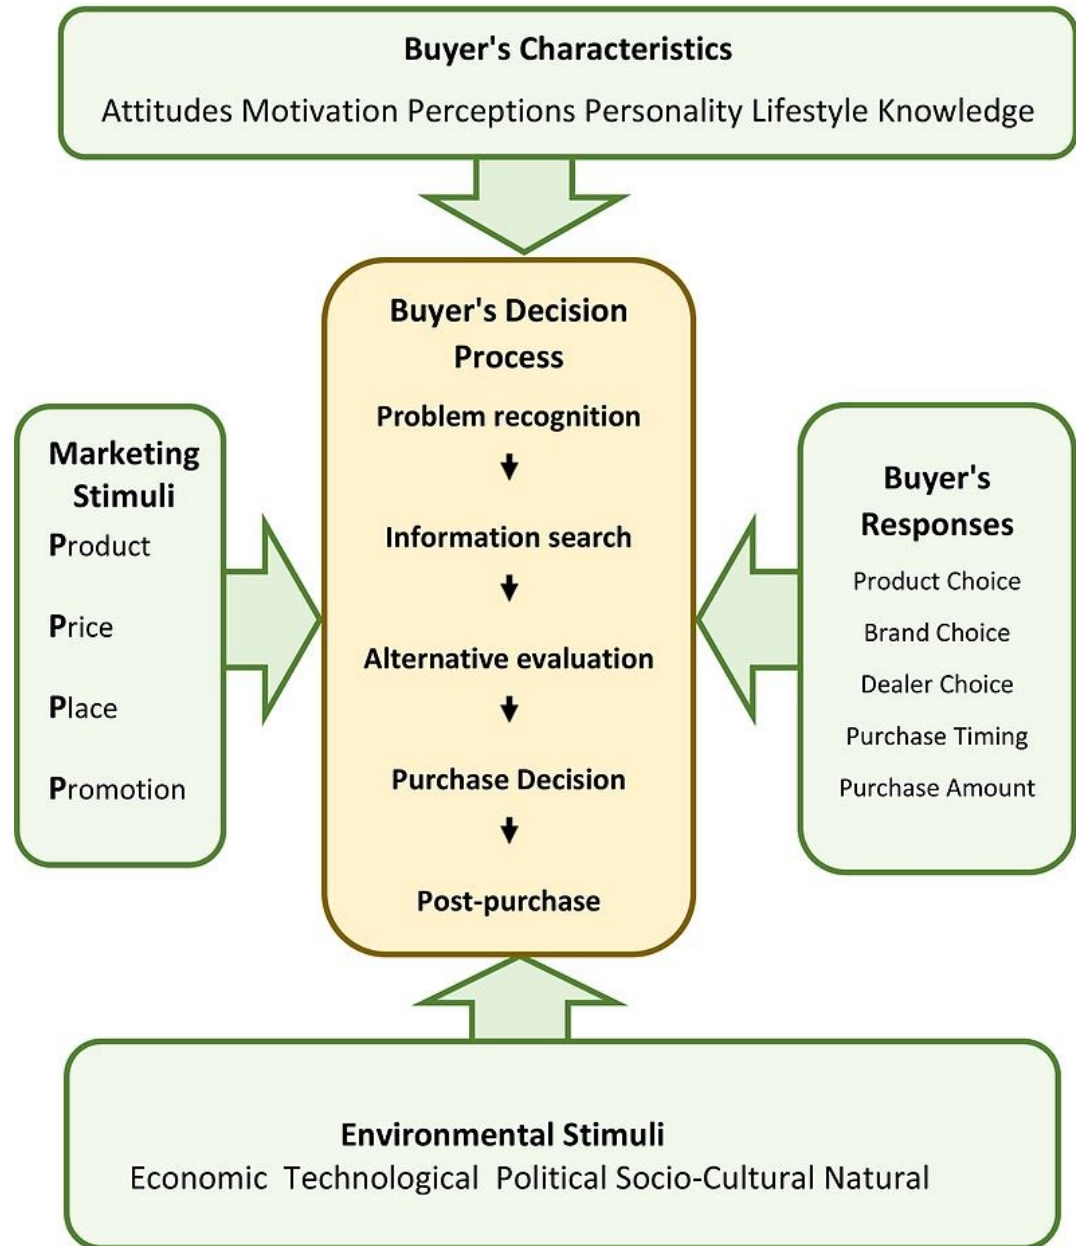 Buyer's Characteristics
Attitudes Motivation Perceptions Personality Lifestyle Knowledge
Marketing
Stimuli
Product
Price
Place
Promotion
Buyer's Decision
Process
Problem recognition
Information search
Alternative evaluation
Purchase Decision
Post-purchase
Buyer's
Responses
Product Choice
Brand Choice
Dealer Choice
Purchase Timing
Purchase Amount
Environmental Stimuli
Economic Technological Political Socio-Cultural Natural